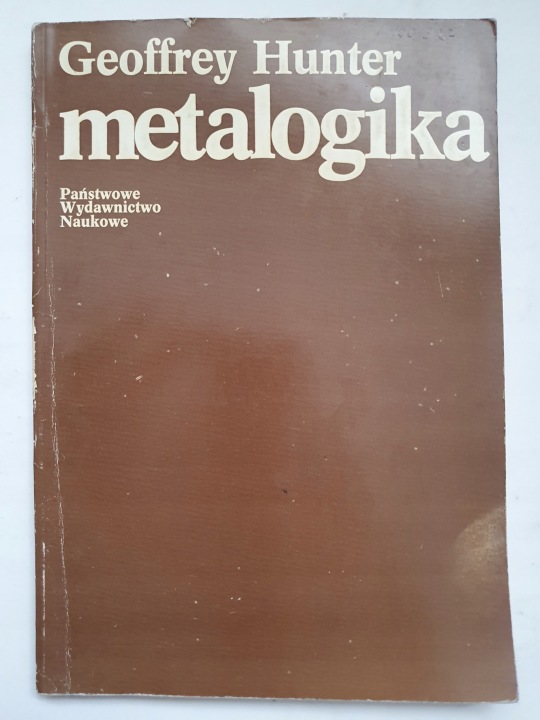 Geoffrey Hunter
metalogika
Państwowe
Wydawnictwo
Naukowe